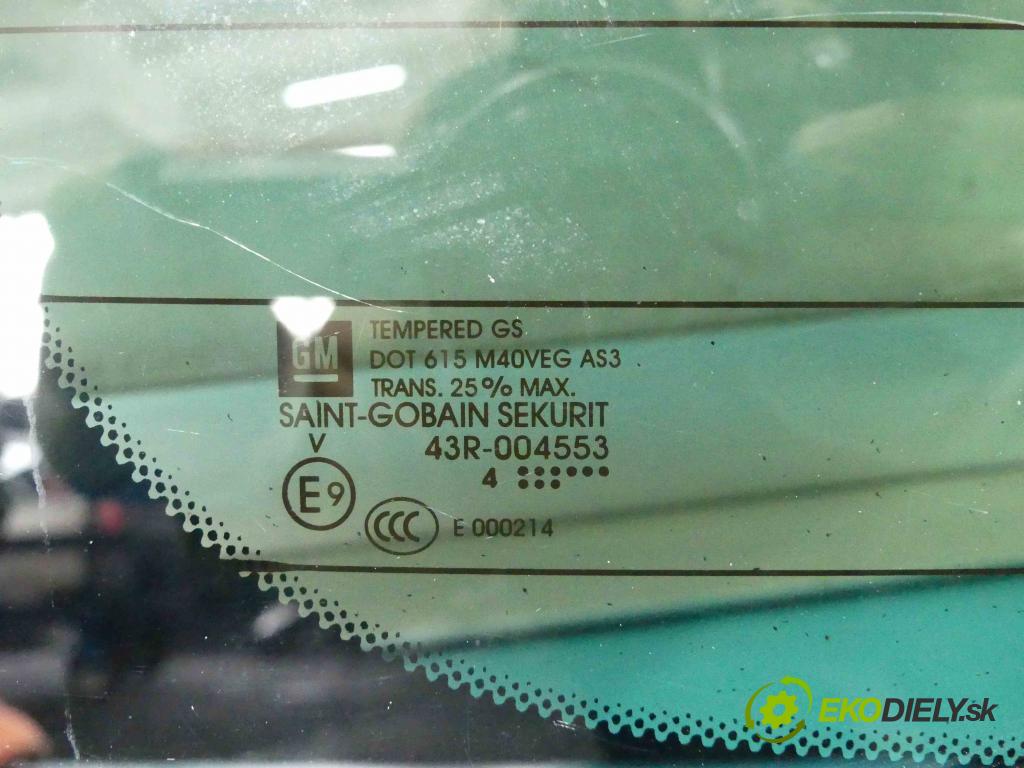 GM
TEMPERED GS
DOT 615 M40VEG AS3
TRANS. 25% MAX.
SAINT-GOBAIN SEKURIT
V
43R-004553
4
E9
CCC
E 000214
EKODIELY.sk